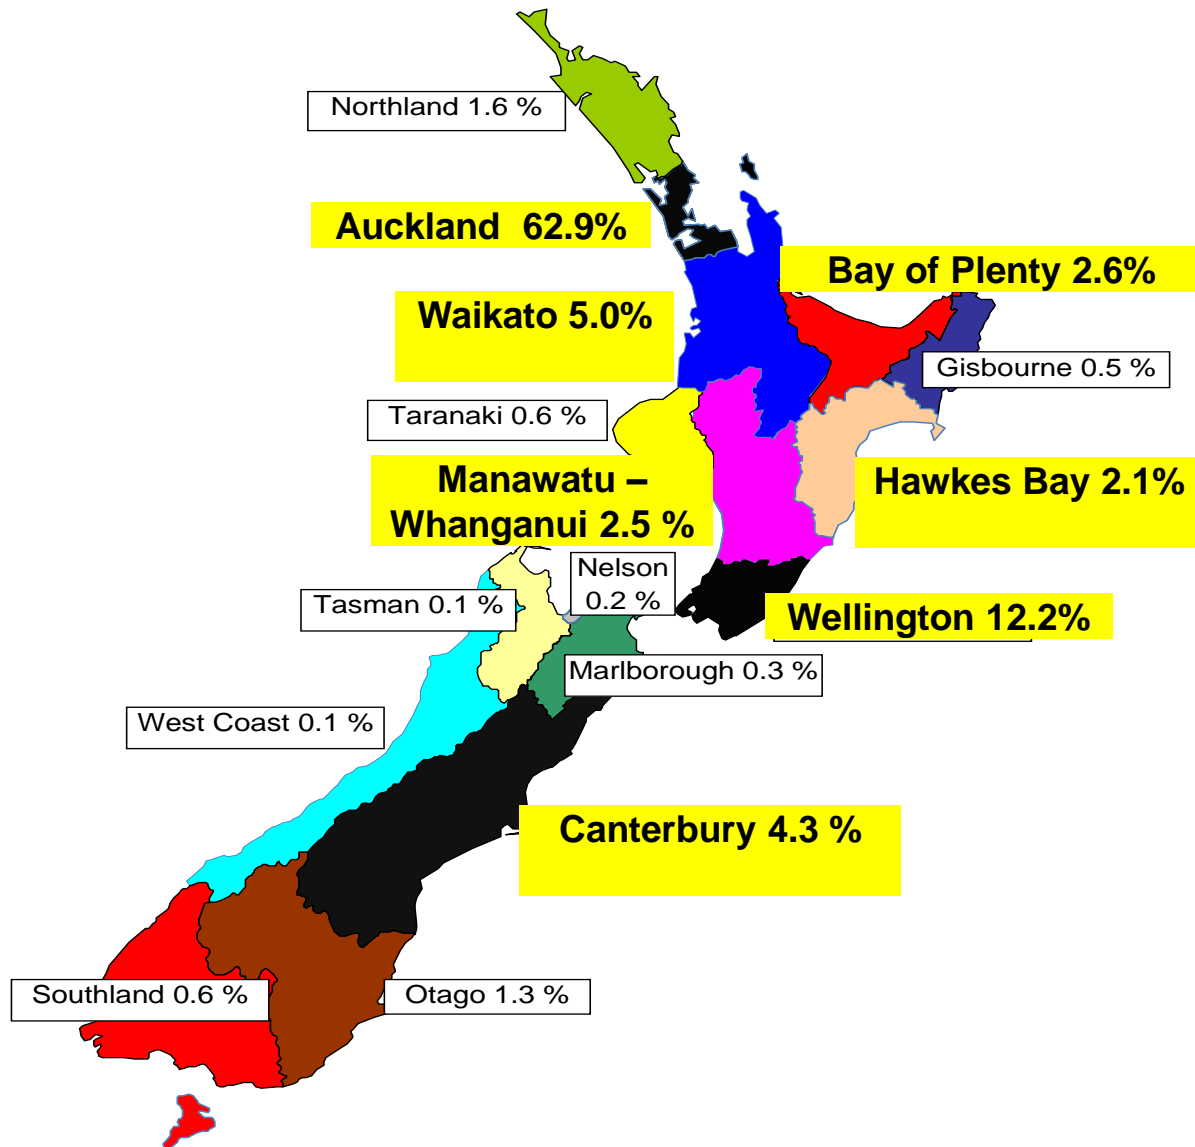 Northland 1.6 %
Auckland 62.9%
Bay of Plenty 2.6%
Waikato 5.0%
Gisbourne 0.5 %
Taranaki 0.6 %
Manawatu –
Whanganui 2.5 %
Hawkes Bay 2.1%
Nelson
0.2 %
Tasman 0.1 %
Wellington 12.2%
Marlborough 0.3 %
West Coast 0.1 %
Canterbury 4.3 %
Southland 0.6 %
Otago 1.3 %